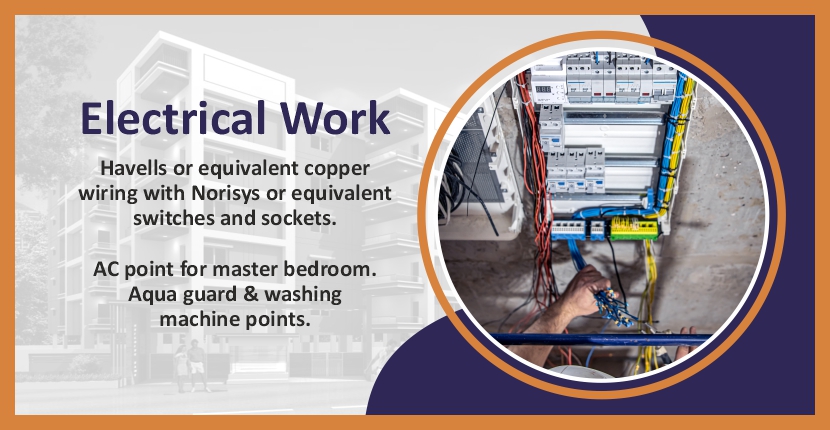 Electrical Work
Havells or equivalent copper
wiring with Norisys or equivalent
switches and sockets.
AC point for master bedroom.
Aqua guard & washing
machine points.